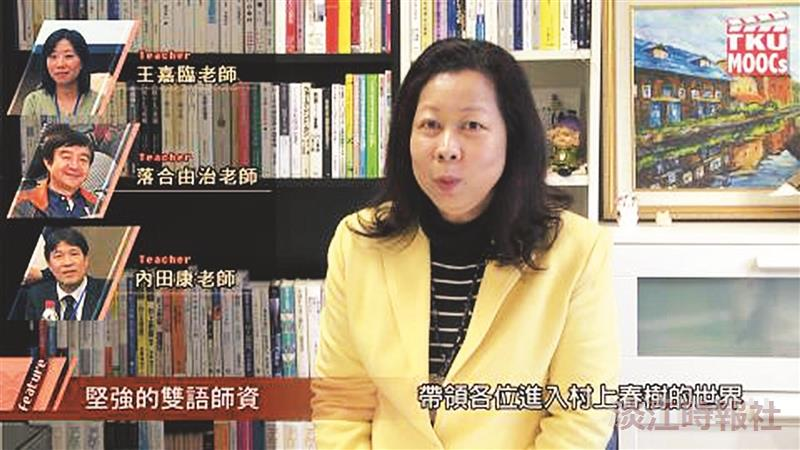 Teacher
王嘉臨老師
Teacher
落合由治老師
Teacher
內田康老師
TKU
MOOCs
Feature
堅強的雙語師資
帶領各位進入村上春樹的世界
淡江時報社